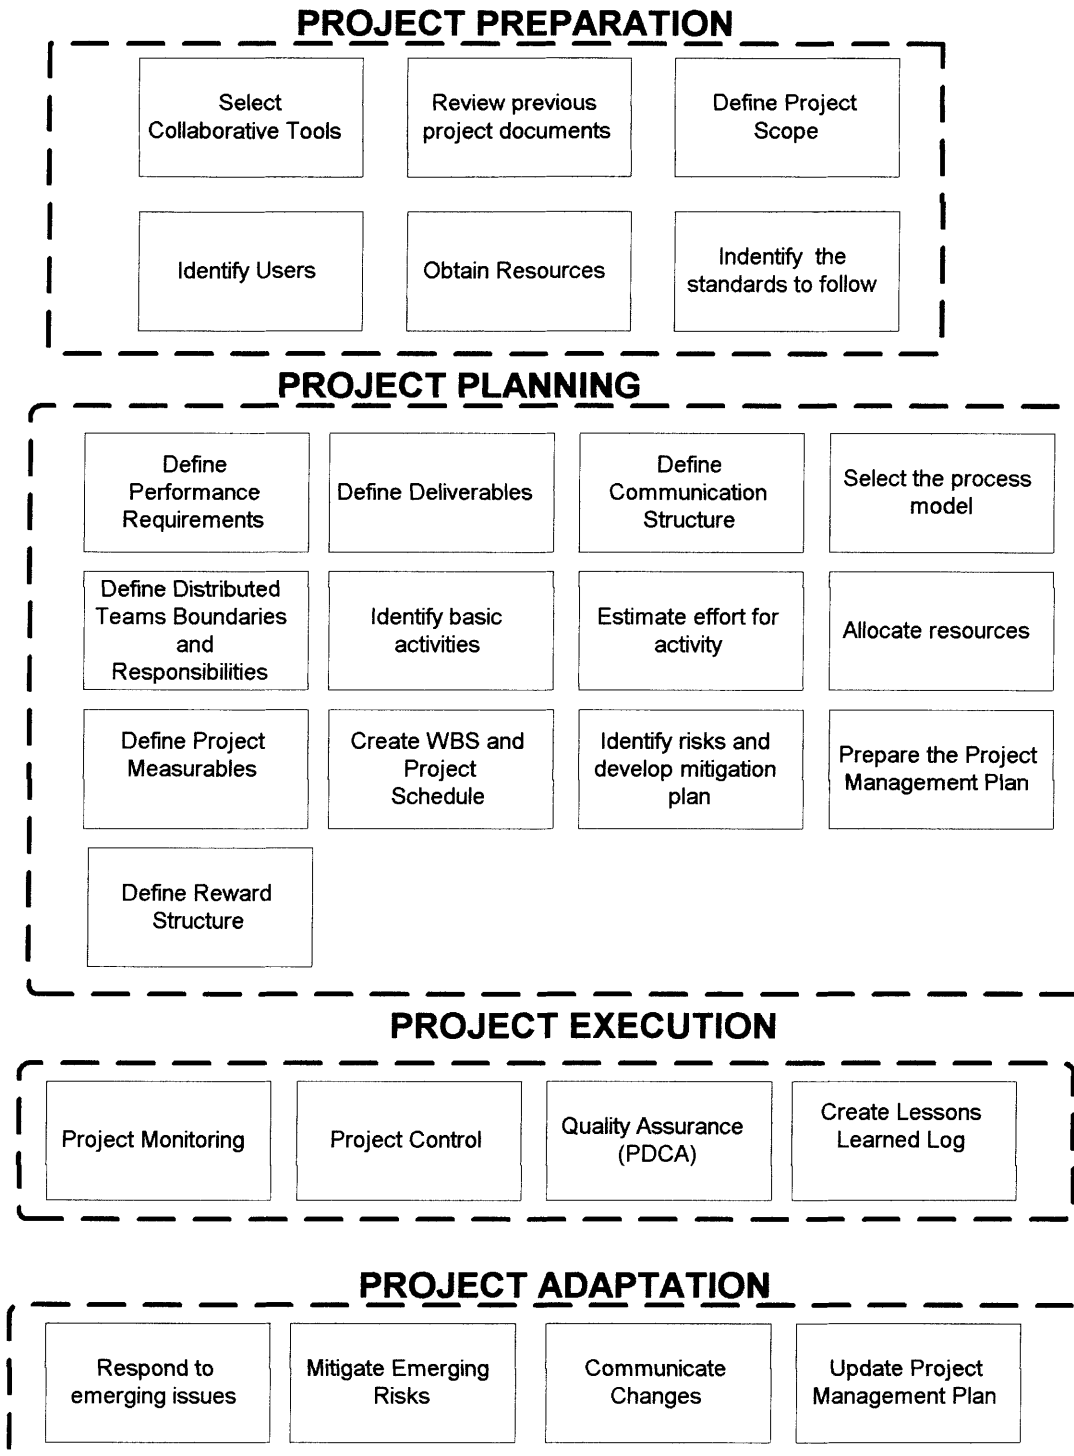 PROJECT PREPARATION
Select
Collaborative Tools
Review previous
project documents
Define Project
Scope
Identify Users
Obtain Resources
Indentify the
standards to follow
PROJECT PLANNING
Define
Performance
Requirements
Define Deliverables
Define
Communication
Structure
Select the process
model
Define Distributed
Teams Boundaries
and
Responsibilities
Identify basic
activities
Estimate effort for
activity
Allocate resources
Define Project
Measurables
Create WBS and
Project
Schedule
Identify risks and
develop mitigation
plan
Prepare the Project
Management Plan
Define Reward
Structure
PROJECT EXECUTION
Project Monitoring
Project Control
Quality Assurance
(PDCA)
Create Lessons
Learned Log
PROJECT ADAPTATION
Respond to
emerging issues
Mitigate Emerging
Risks
Communicate
Changes
Update Project
Management Plan